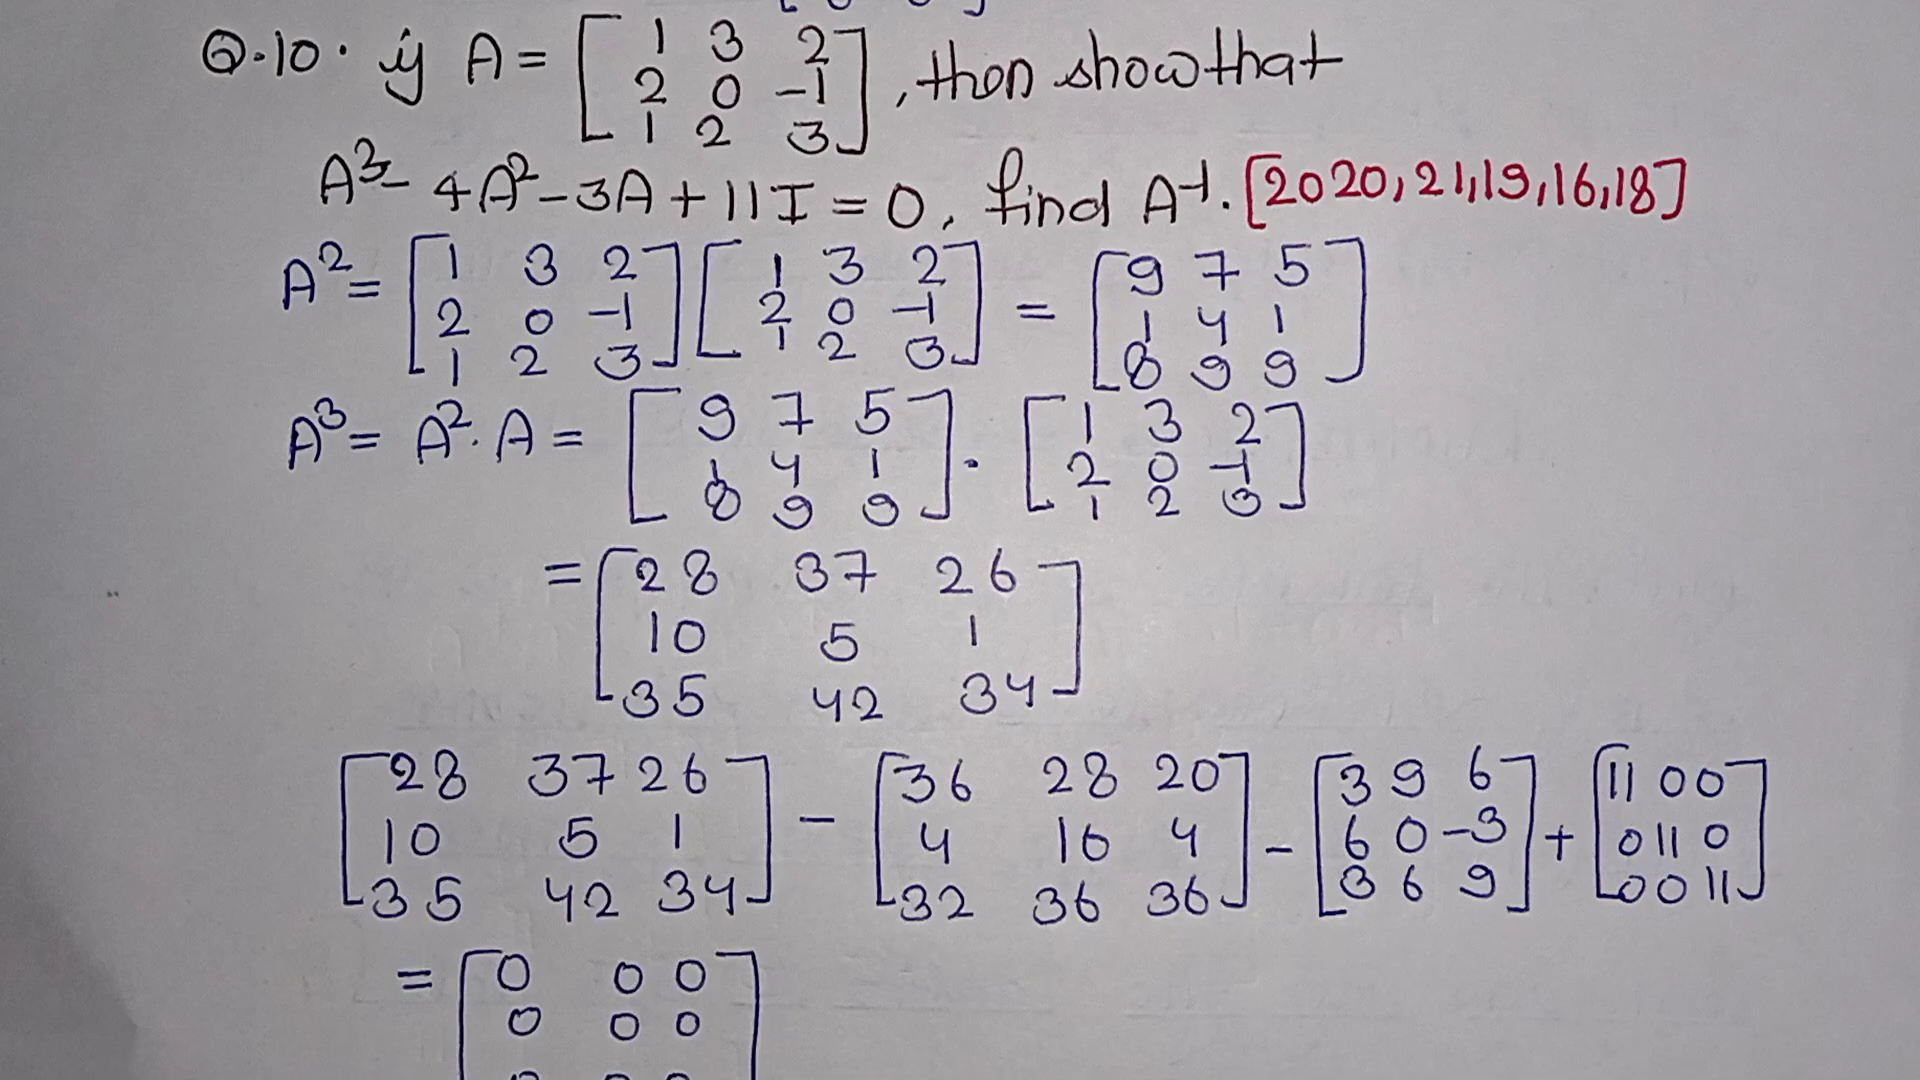 Q.10. if A = [ 1 3 2
2 0 -1
1 2 3 ], then show that
A³- 4A²-3A+11I=0, find A⁻¹. [2020,21,19,16,18]
A²= [ 1 3 2 ] [ 1 3 2 ] = [ 9 7 5 ]
2 0 -1 2 0 -1 1 4 1
1 2 3 1 2 3 8 9 9
A³= A².A = [ 9 7 5 ] . [ 1 3 2 ]
1 4 1 2 0 -1
8 9 9 1 2 3
= [ 28 37 26 ]
10 5 1
35 42 34
[ 28 37 26 ] - [ 36 28 20 ] - [ 3 9 6 ] + [ 11 0 0 ]
10 5 1 4 16 4 6 0 -3 0 11 0
35 42 34 32 36 36 3 6 9 0 0 11
= [ 0 0 0 ]
0 0 0